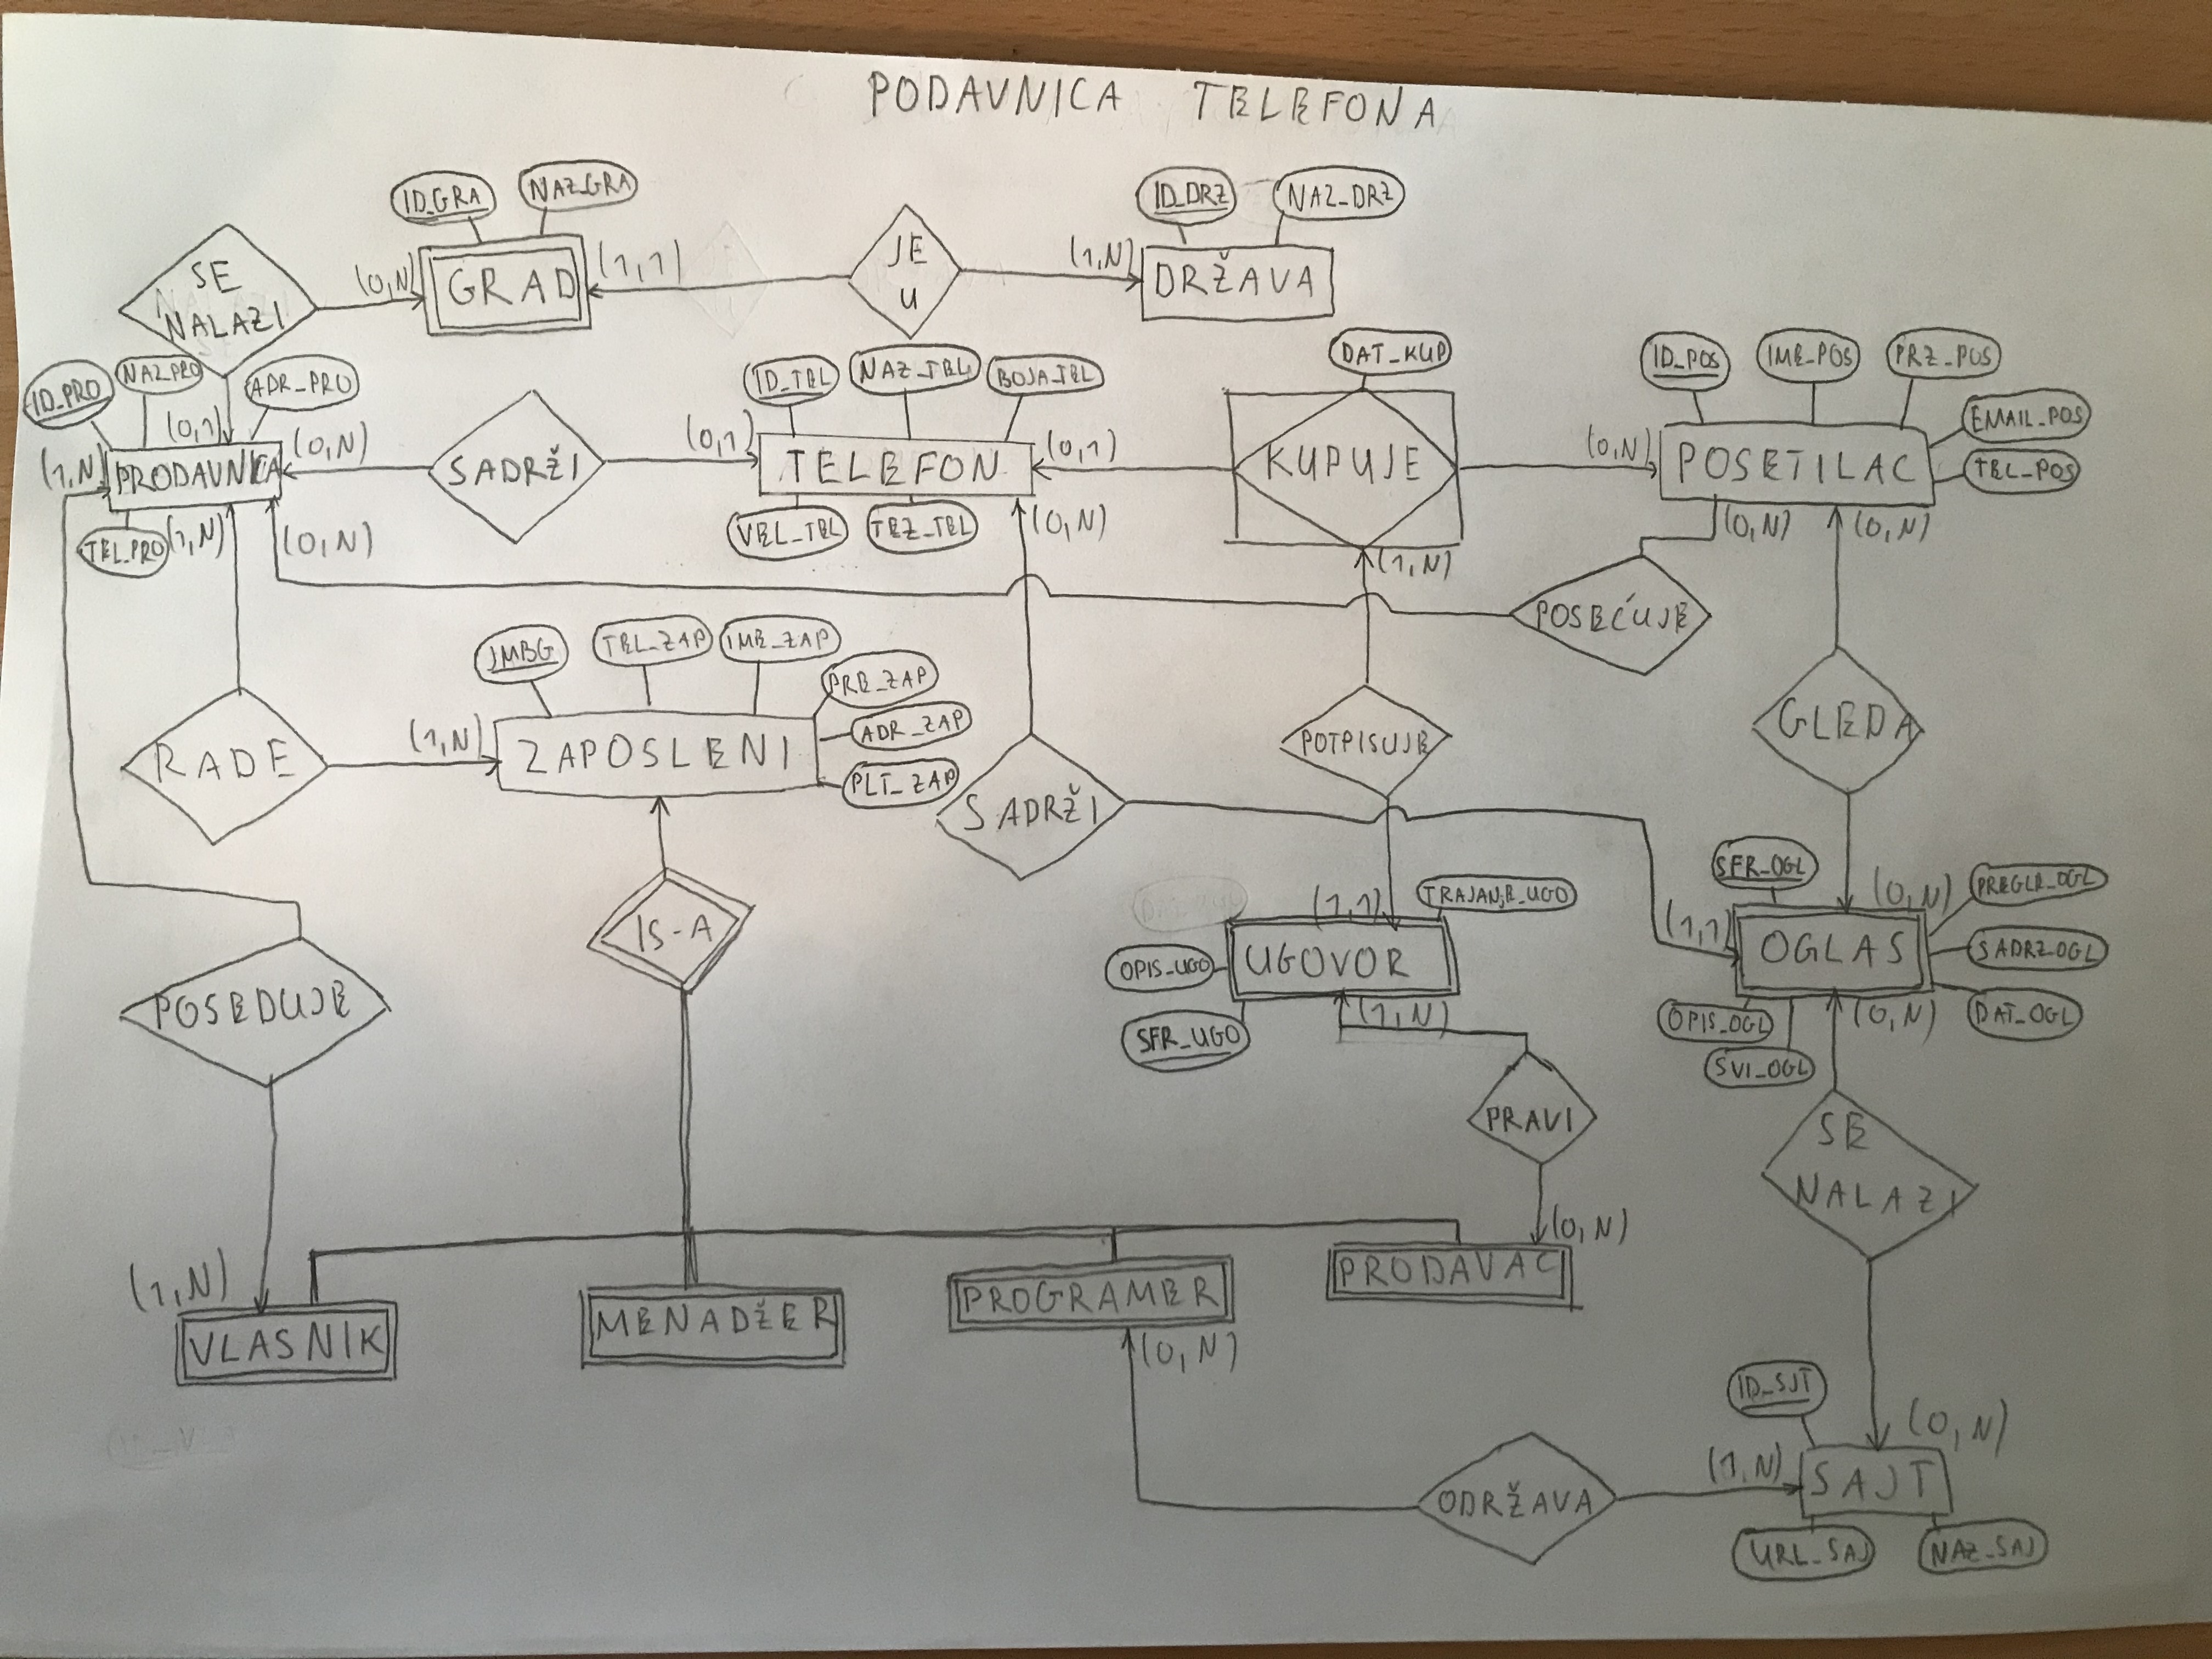 PODAVNICA TELEFONA
ID_GRA
NAZ_GRA
ID_DRZ
NAZ_DRZ
SE
NALAZI
(0,N)
GRAD
(1,1)
JE
U
(1,N)
DRŽAVA
ID_PRO
NAZ_PRO
ADR_PRO
ID_TEL
NAZ_TEL
BOJA_TEL
DAT_KUP
ID_POS
IME_POS
PRZ_POS
EMAIL_POS
TEL_POS
(0,1)
(1,N)
PRODAVNICA
(0,N)
SADRŽI
(0,1)
TELEFON
(0,1)
KUPUJE
(0,N)
POSETILAC
TEL_PRO
(1,N)
(0,N)
VEL_TEL
TEZ_TEL
(0,N)
(1,N)
(0,N)
(0,N)
POSEĆUJE
JMBG
TEL_ZAP
IME_ZAP
PRE_ZAP
ADR_ZAP
PLT_ZAP
RADE
(1,N)
ZAPOSLENI
SADRŽI
POTPISUJE
GLEDA
IS-A
SFR_OGL
PREGLE_OGL
SADRZ_OGL
DAT_OGL
(1,1)
TRAJANJE_UGO
(1,1)
(0,N)
OPIS_UGO
UGOVOR
OGLAS
SFR_UGO
(1,N)
OPIS_OGL
SVI_OGL
(0,N)
POSEDUJE
PRAVI
SE
NALAZI
(1,N)
(0,N)
VLASNIK
MENADŽER
PROGRAMER
PRODAVAC
(0,N)
ID_SJT
(0,N)
ODRŽAVA
(1,N)
SAJT
URL_SAJ
NAZ_SAJ